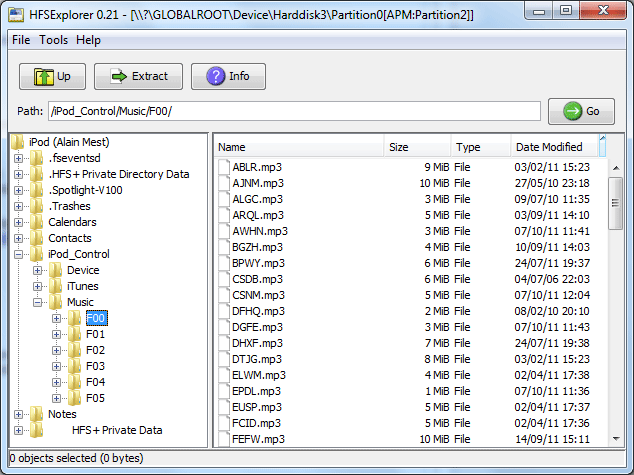 HFSExplorer 0.21 - [\\?\GLOBALROOT\Device\Harddisk3\Partition0[APM:Partition2]]
File Tools Help
Up Extract Info
Path: /iPod_Control/Music/F00/ Go
iPod (Alain Mest)
.fseventsd
.HFS+ Private Directory Data
.Spotlight-V100
.Trashes
Calendars
Contacts
iPod_Control
Device
iTunes
Music
F00
F01
F02
F03
F04
F05
Notes
HFS+ Private Data
Name Size Type Date Modified
ABLR.mp3 9 MiB File 03/02/11 15:23
AJNM.mp3 10 MiB File 27/05/10 23:18
ALGC.mp3 3 MiB File 09/07/10 11:35
ARQL.mp3 5 MiB File 03/09/11 14:10
AWHN.mp3 3 MiB File 07/10/11 11:41
BGZH.mp3 4 MiB File 10/09/11 14:03
BPWY.mp3 6 MiB File 24/07/11 19:37
CSDB.mp3 6 MiB File 04/07/06 22:03
CSNM.mp3 5 MiB File 07/10/11 12:04
DFHQ.mp3 2 MiB File 08/02/10 20:10
DGFE.mp3 3 MiB File 07/10/11 11:43
DHXF.mp3 7 MiB File 24/07/11 19:38
DTJG.mp3 8 MiB File 03/02/11 15:23
ELWM.mp3 4 MiB File 02/04/11 17:38
EPDL.mp3 1 MiB File 07/10/11 11:36
EUSP.mp3 5 MiB File 02/04/11 17:37
FCID.mp3 5 MiB File 02/04/11 17:36
FEFW.mp3 10 MiB File 14/09/11 15:11
0 objects selected (0 bytes)